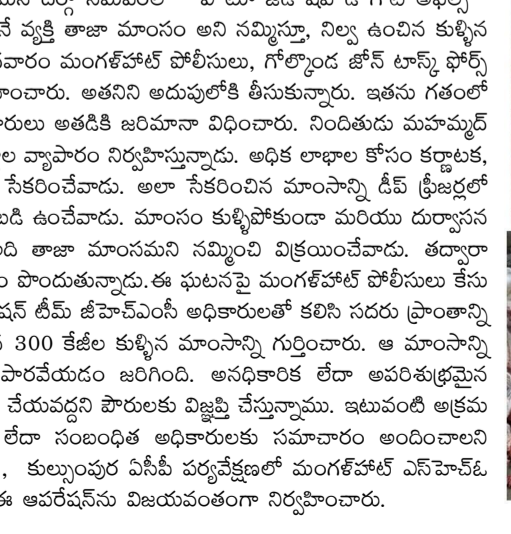 నే వ్యక్తి తాజా మాంసం అని నమ్మిస్తూ, నిల్వ ఉంచిన కుళ్ళిన
వారం మంగళ్‌హాట్ పోలీసులు, గోల్కొండ జోన్ టాస్క్ ఫోర్స్
ంచారు. అతనిని అదుపులోకి తీసుకున్నారు. ఇతను గతంలో
రులు అతడికి జరిమానా విధించారు. నిందితుడు మహమ్మద్
ల వ్యాపారం నిర్వహిస్తున్నాడు. అధిక లాభాల కోసం కర్ణాటక,
సేకరించేవాడు. అలా సేకరించిన మాంసాన్ని డీప్ ఫ్రీజర్లలో
బడి ఉంచేవాడు. మాంసం కుళ్ళిపోకుండా మరియు దుర్వాసన
ది తాజా మాంసమని నమ్మించి విక్రయించేవాడు. తద్వారా
ం పొందుతున్నాడు.ఈ ఘటనపై మంగళ్‌హాట్ పోలీసులు కేసు
షన్ టీమ్ జీహెచ్ఎంసీ అధికారులతో కలిసి సదరు ప్రాంతాన్ని
300 కేజీల కుళ్ళిన మాంసాన్ని గుర్తించారు. ఆ మాంసాన్ని
పారవేయడం జరిగింది. అనధికారిక లేదా అపరిశుభ్రమైన
చేయవద్దని పౌరులకు విజ్ఞప్తి చేస్తున్నాము. ఇటువంటి అక్రమ
లేదా సంబంధిత అధికారులకు సమాచారం అందించాలని
, కుల్సుంపుర ఏసీపీ పర్యవేక్షణలో మంగళ్‌హాట్ ఎస్‌హెచ్‌ఓ
ఈ ఆపరేషన్‌ను విజయవంతంగా నిర్వహించారు.